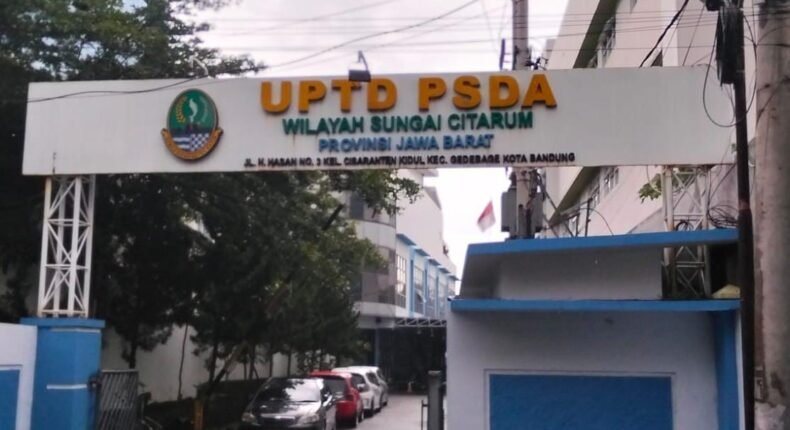 UPTD PSDA
WILAYAH SUNGAI CITARUM
PROVINSI JAWA BARAT
JL. H. HASAN NO. 3 KEL. CISARANTEN KIDUL KEC. GEDEBAGE KOTA BANDUNG